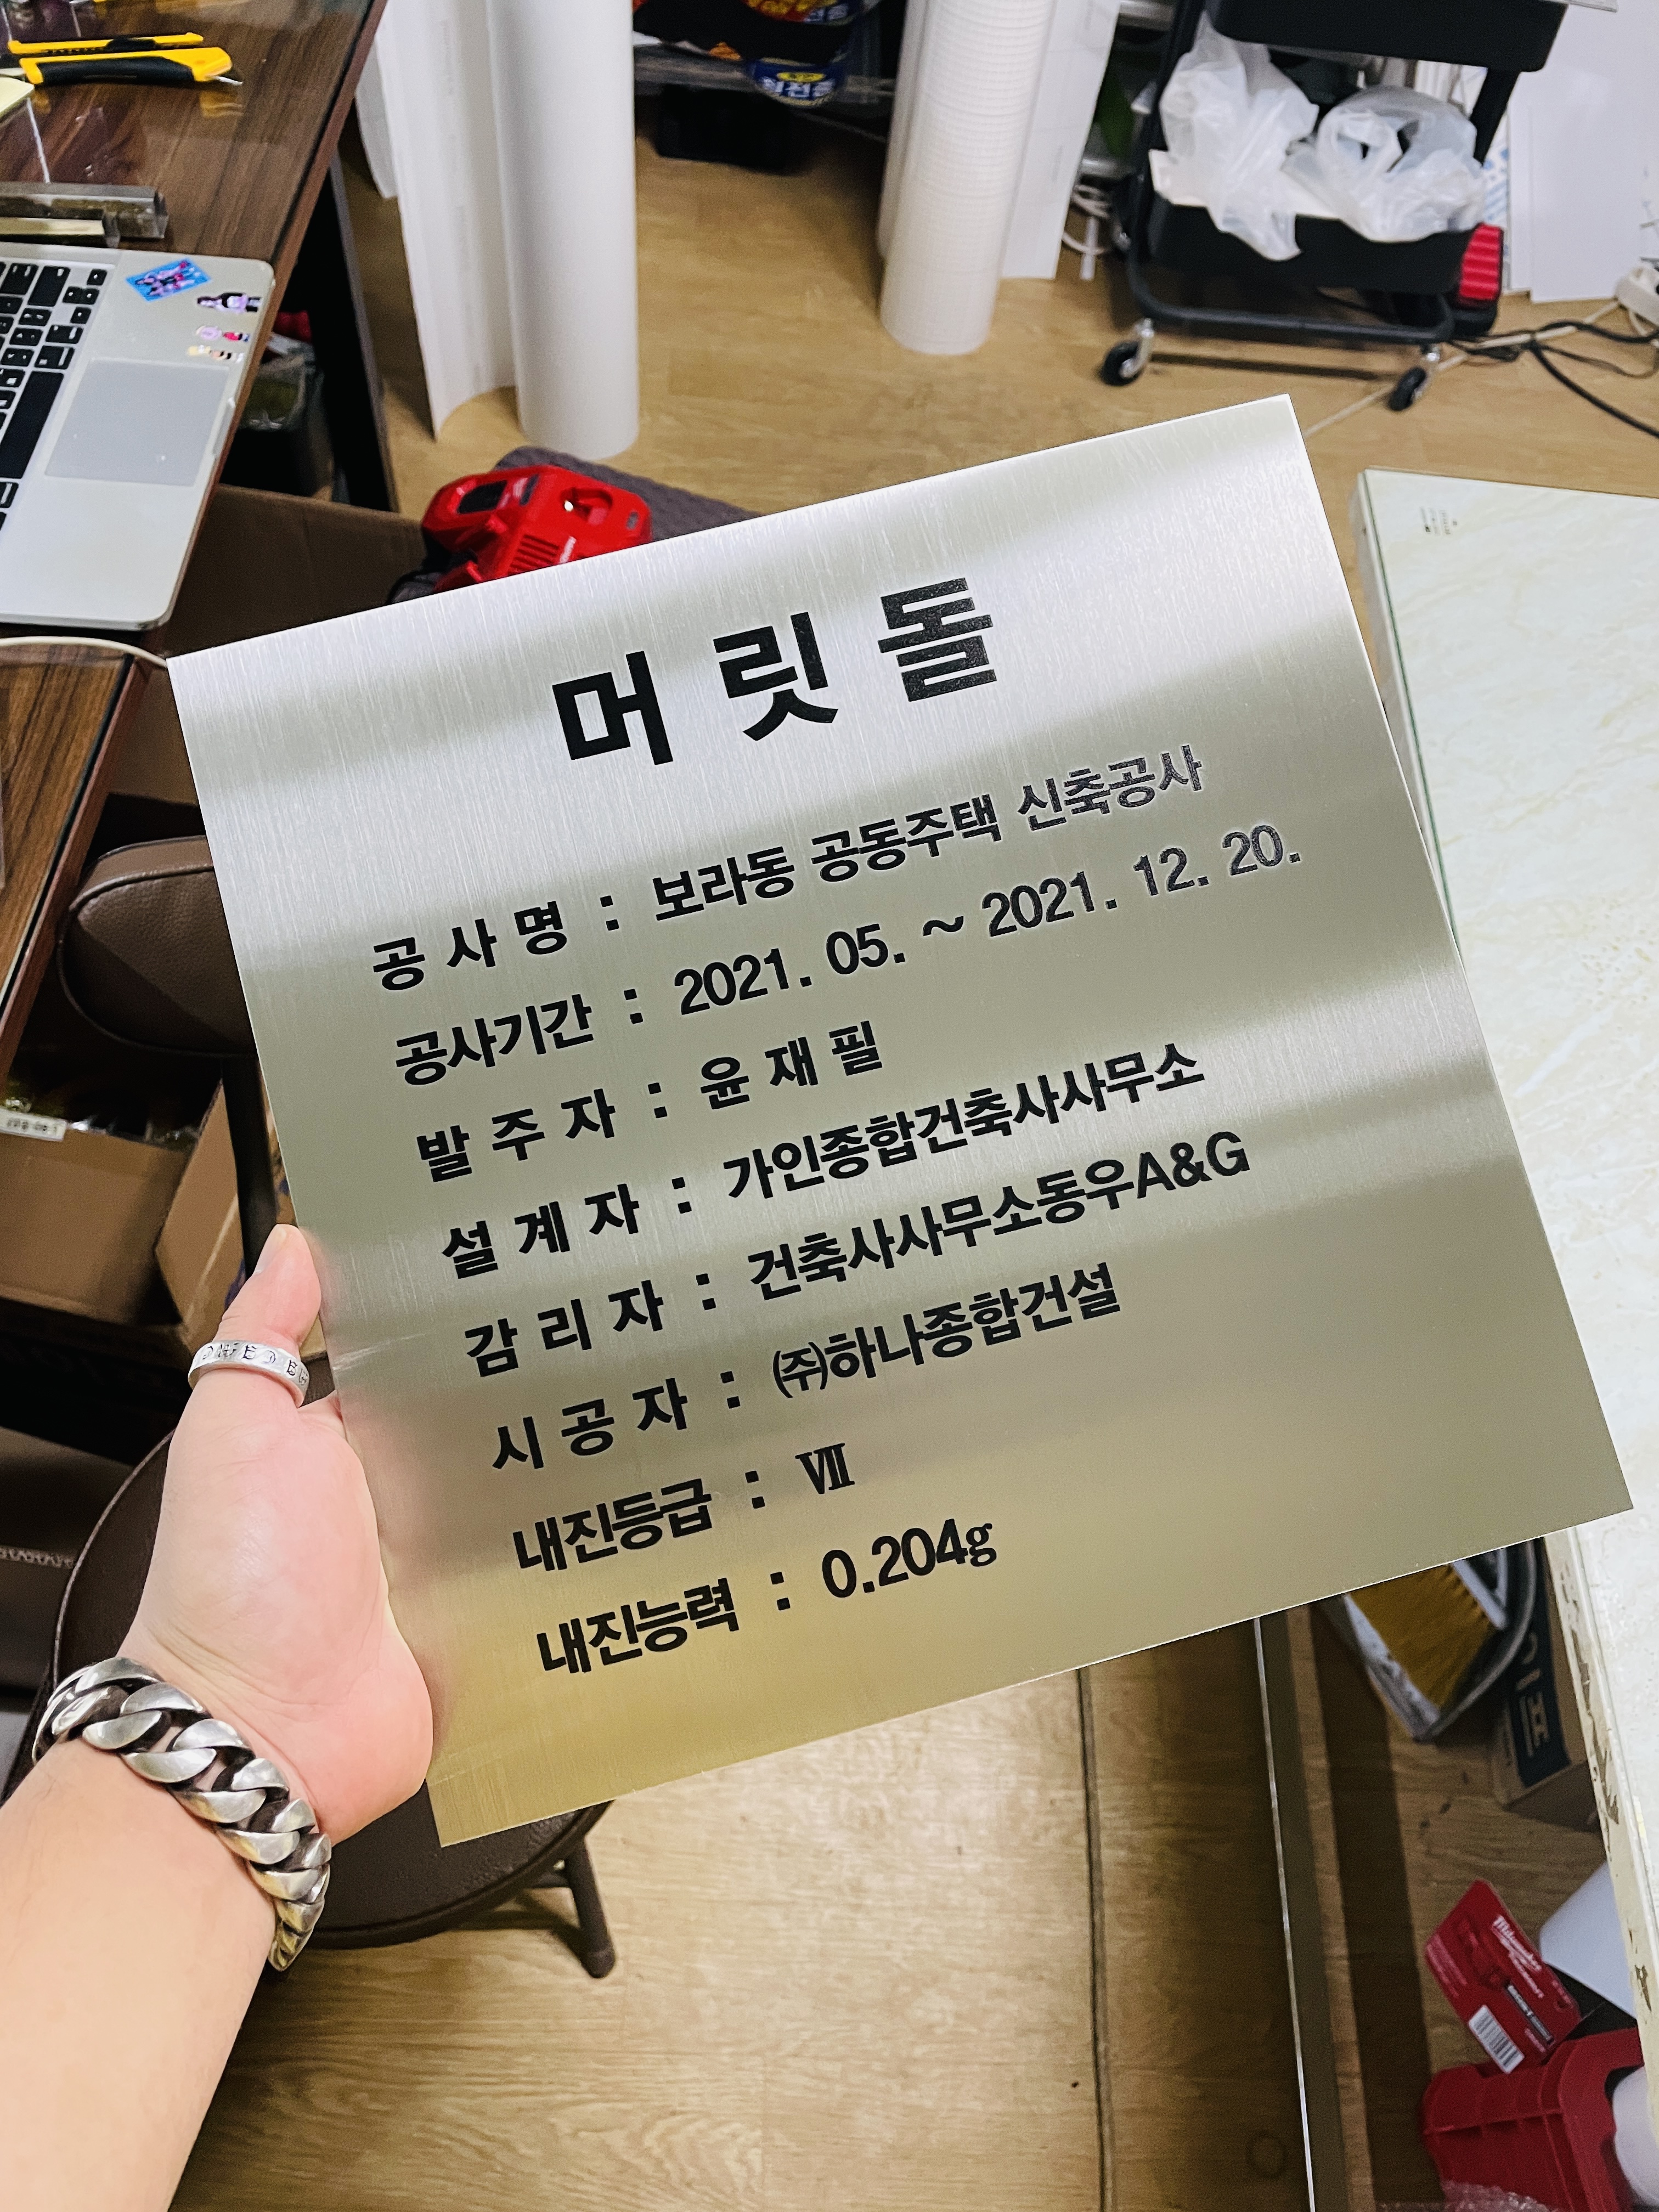 머릿돌
공 사 명 : 보라동 공동주택 신축공사
공사기간 : 2021. 05. ~ 2021. 12. 20.
발 주 자 : 윤 재 필
설 계 자 : 가인종합건축사사무소
감 리 자 : 건축사사무소동우A&G
시 공 자 : ㈜하나종합건설
내진등급 : Ⅶ
내진능력 : 0.204g
Milwaukee